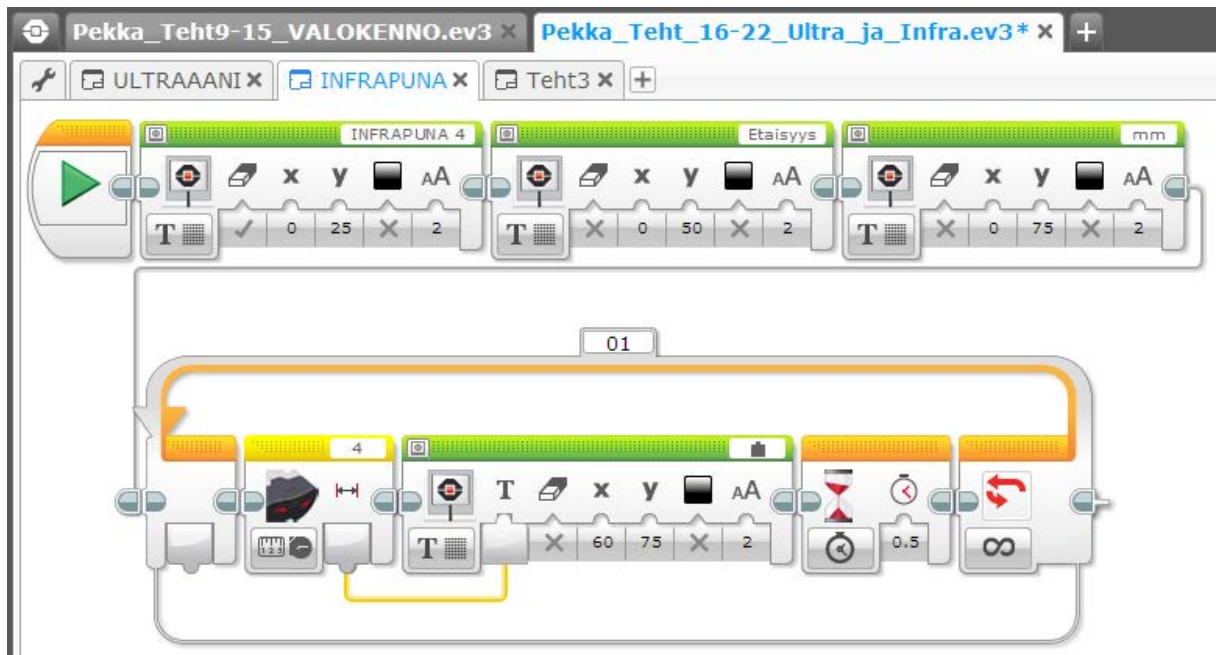 Pekka_Teht9-15_VALOKENNO.ev3 Pekka_Teht_16-22_Ultra_ja_Infra.ev3*
ULTRAAANI INFRAPUNA Teht3
INFRAPUNA 4 Etaisyys mm
x y AA x y AA x y AA
T 0 25 2 T 0 50 2 T 0 75 2
01
4
T x y AA
123 T 60 75 2 0.5 ∞